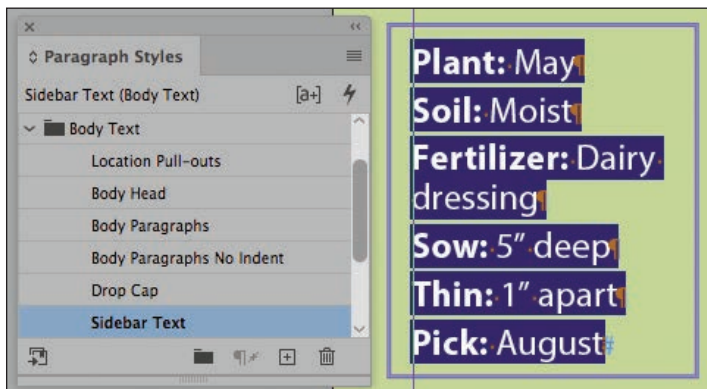 Paragraph Styles
Sidebar Text (Body Text)
[a+]
Body Text
Location Pull-outs
Body Head
Body Paragraphs
Body Paragraphs No Indent
Drop Cap
Sidebar Text
Plant: May¶
Soil: Moist¶
Fertilizer: Dairy
dressing¶
Sow: 5” deep¶
Thin: 1” apart¶
Pick: August#